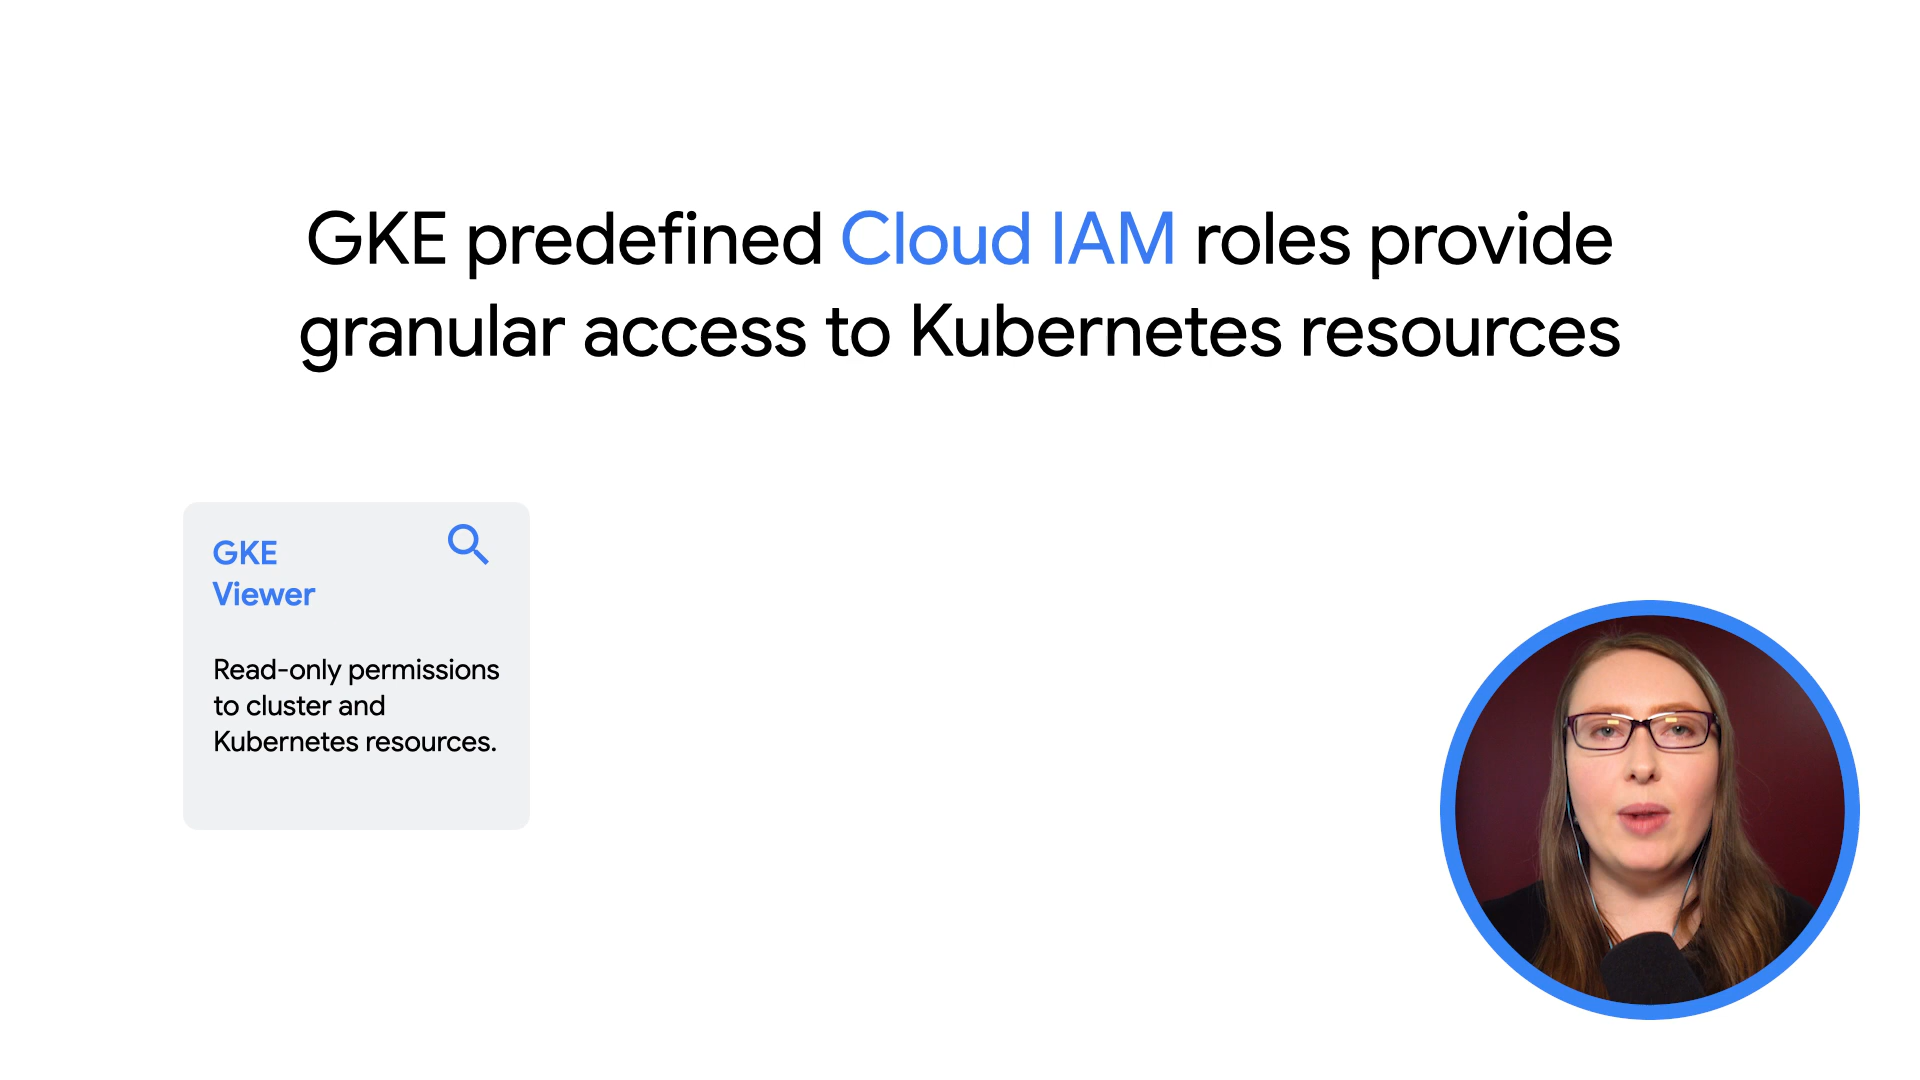 GKE predefined Cloud IAM roles provide
granular access to Kubernetes resources
GKE
Viewer
Read-only permissions
to cluster and
Kubernetes resources.